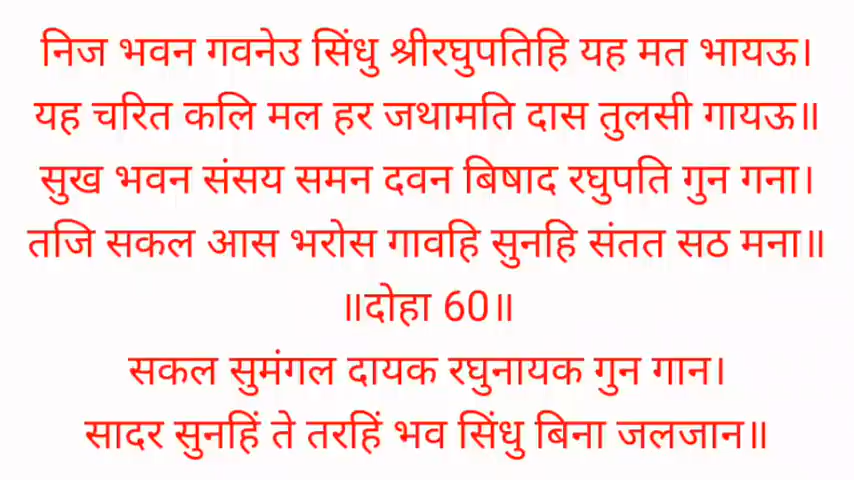 निज भवन गवनेउ सिंधु श्रीरघुपतिहि यह मत भायऊ।
यह चरित कलि मल हर जथामति दास तुलसी गायऊ॥
सुख भवन संसय समन दवन बिषाद रघुपति गुन गना।
तजि सकल आस भरोस गावहि सुनहि संतत सठ मना॥
॥दोहा 60॥
सकल सुमंगल दायक रघुनायक गुन गान।
सादर सुनहिं ते तरहिं भव सिंधु बिना जलजान॥